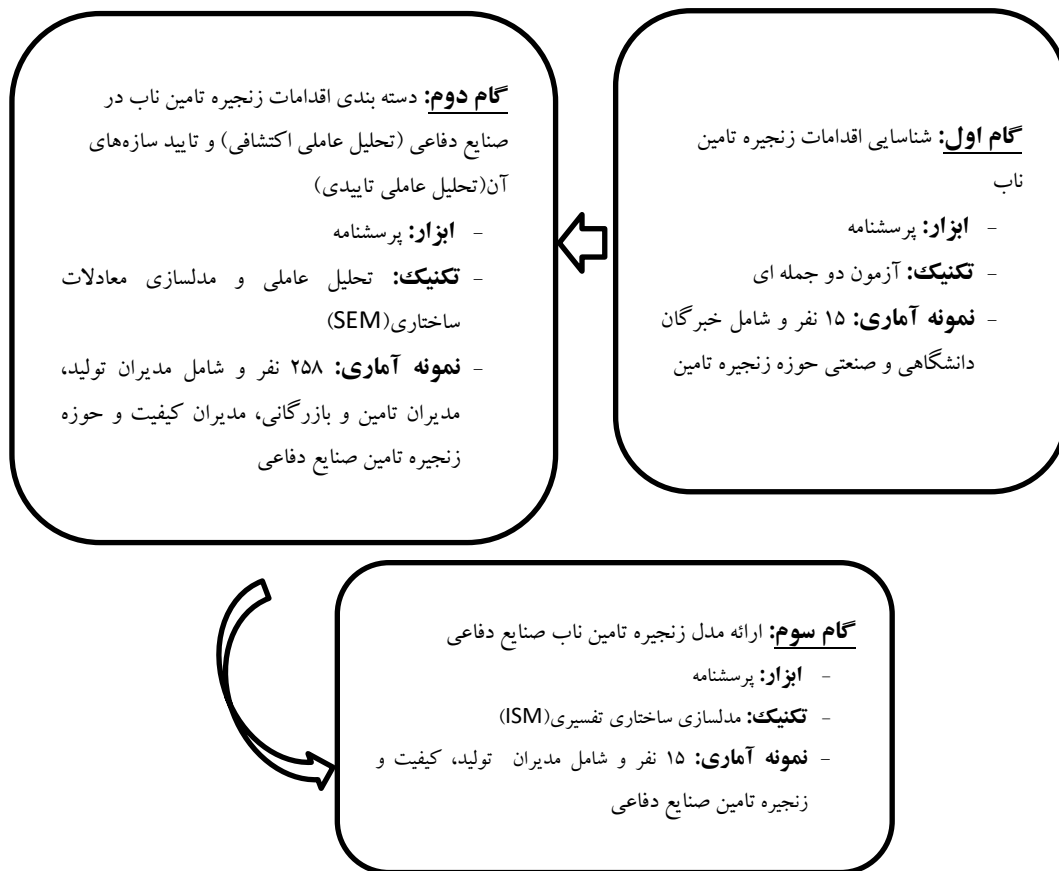 گام اول: شناسایی اقدامات زنجیره تامین
ناب
- ابزار: پرسشنامه
- تکنیک: آزمون دو جمله ای
- نمونه آماری: ۱۵ نفر و شامل خبرگان
دانشگاهی و صنعتی حوزه زنجیره تامین
گام دوم: دسته بندی اقدامات زنجیره تامین ناب در
صنایع دفاعی (تحلیل عاملی اکتشافی) و تایید سازه‌های
آن(تحلیل عاملی تاییدی)
- ابزار: پرسشنامه
- تکنیک: تحلیل عاملی و مدلسازی معادلات
ساختاری(SEM)
- نمونه آماری: ۲۵۸ نفر و شامل مدیران تولید،
مدیران تامین و بازرگانی، مدیران کیفیت و حوزه
زنجیره تامین صنایع دفاعی
گام سوم: ارائه مدل زنجیره تامین ناب صنایع دفاعی
- ابزار: پرسشنامه
- تکنیک: مدلسازی ساختاری تفسیری(ISM)
- نمونه آماری: ۱۵ نفر و شامل مدیران تولید، کیفیت و
زنجیره تامین صنایع دفاعی